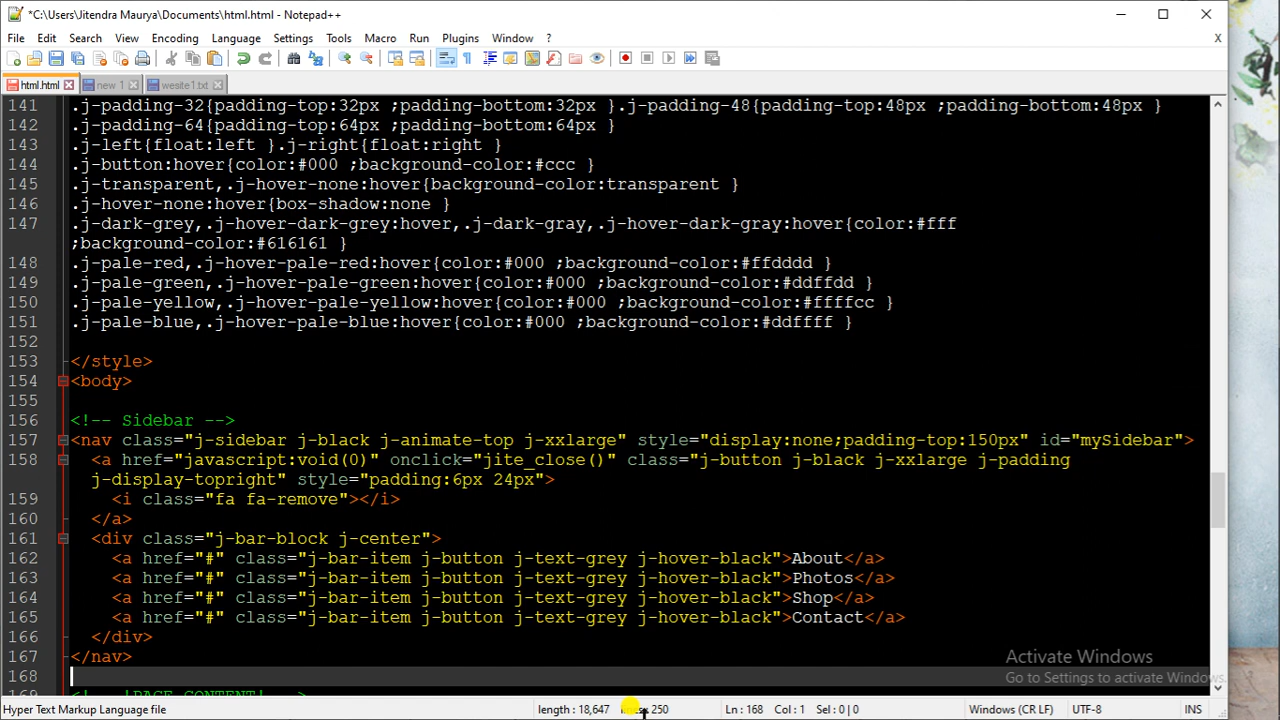 *C:\Users\Jitendra Maurya\Documents\html.html - Notepad++
File Edit Search View Encoding Language Settings Tools Macro Run Plugins Window ? X
html.html new 1 wesite1.txt
141 .j-padding-32{padding-top:32px ;padding-bottom:32px }.j-padding-48{padding-top:48px ;padding-bottom:48px }
142 .j-padding-64{padding-top:64px ;padding-bottom:64px }
143 .j-left{float:left }.j-right{float:right }
144 .j-button:hover{color:#000 ;background-color:#ccc }
145 .j-transparent,.j-hover-none:hover{background-color:transparent }
146 .j-hover-none:hover{box-shadow:none }
147 .j-dark-grey,.j-hover-dark-grey:hover,.j-dark-gray,.j-hover-dark-gray:hover{color:#fff
;background-color:#616161 }
148 .j-pale-red,.j-hover-pale-red:hover{color:#000 ;background-color:#ffdddd }
149 .j-pale-green,.j-hover-pale-green:hover{color:#000 ;background-color:#ddffdd }
150 .j-pale-yellow,.j-hover-pale-yellow:hover{color:#000 ;background-color:#ffffcc }
151 .j-pale-blue,.j-hover-pale-blue:hover{color:#000 ;background-color:#ddffff }
152
153 </style>
154 <body>
155
156 <!-- Sidebar -->
157 <nav class="j-sidebar j-black j-animate-top j-xxlarge" style="display:none;padding-top:150px" id="mySidebar">
158 <a href="javascript:void(0)" onclick="jite_close()" class="j-button j-black j-xxlarge j-padding
j-display-topright" style="padding:6px 24px">
159 <i class="fa fa-remove"></i>
160 </a>
161 <div class="j-bar-block j-center">
162 <a href="#" class="j-bar-item j-button j-text-grey j-hover-black">About</a>
163 <a href="#" class="j-bar-item j-button j-text-grey j-hover-black">Photos</a>
164 <a href="#" class="j-bar-item j-button j-text-grey j-hover-black">Shop</a>
165 <a href="#" class="j-bar-item j-button j-text-grey j-hover-black">Contact</a>
166 </div>
167 </nav>
168
169 <!-- !PAGE CONTENT! -->
Activate Windows
Go to Settings to activate Windows.
Hyper Text Markup Language file length : 18,647 250 Ln : 168 Col : 1 Sel : 0 | 0 Windows (CR LF) UTF-8 INS